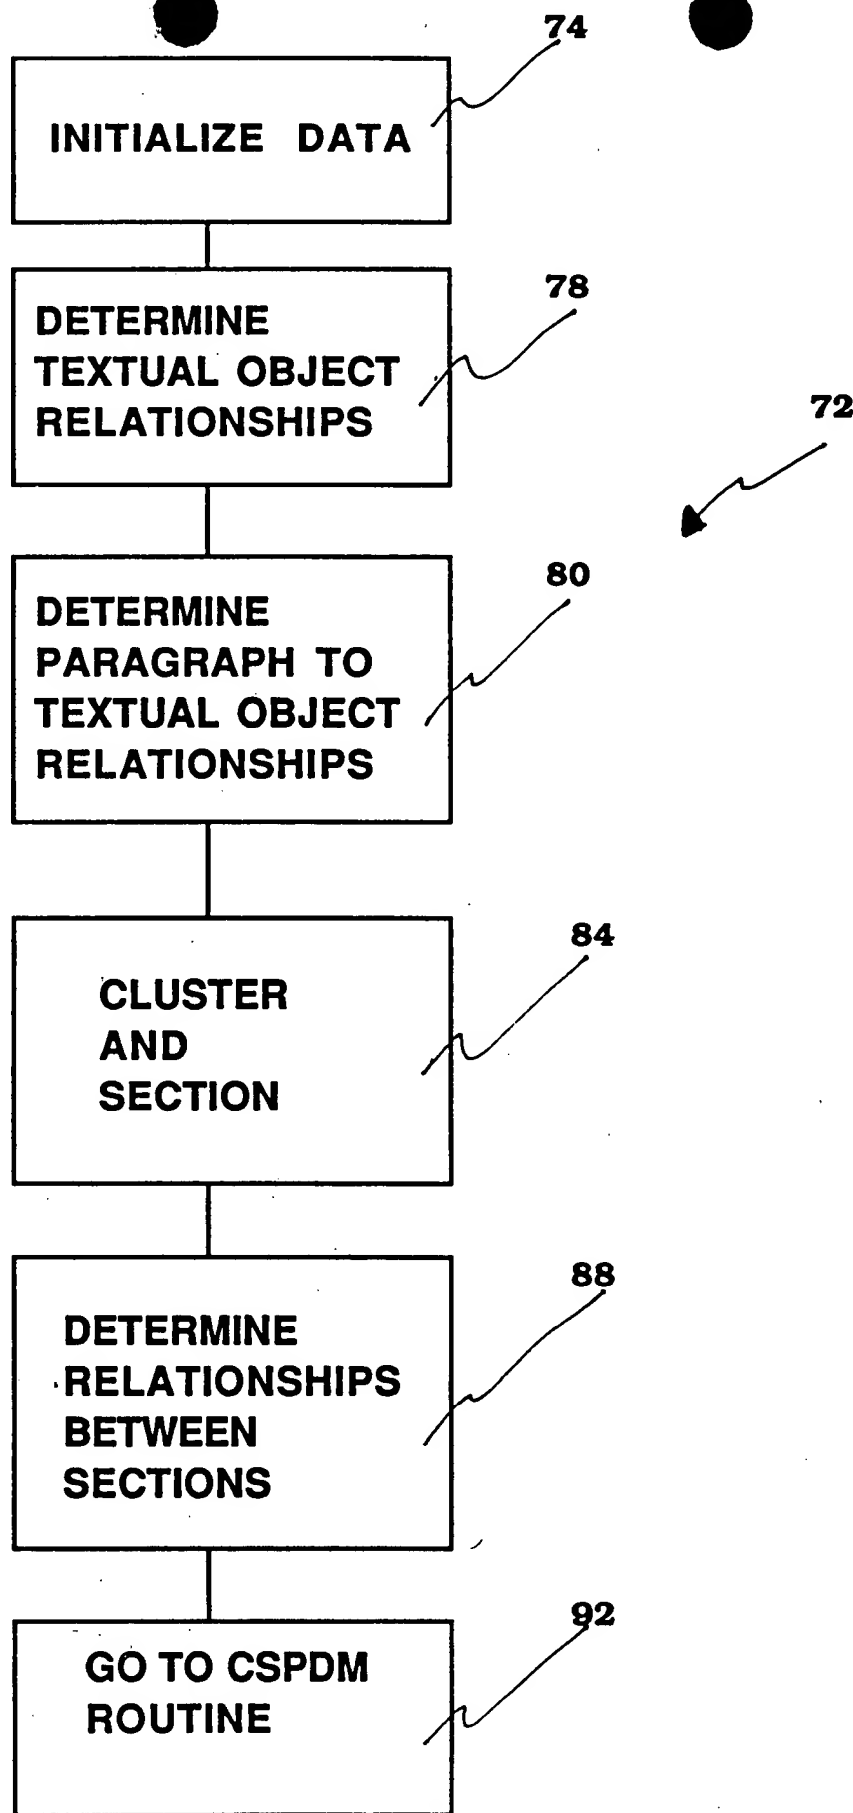 74
INITIALIZE DATA
78
DETERMINE
TEXTUAL OBJECT
RELATIONSHIPS
72
80
DETERMINE
PARAGRAPH TO
TEXTUAL OBJECT
RELATIONSHIPS
84
CLUSTER
AND
SECTION
88
DETERMINE
RELATIONSHIPS
BETWEEN
SECTIONS
92
GO TO CSPDM
ROUTINE